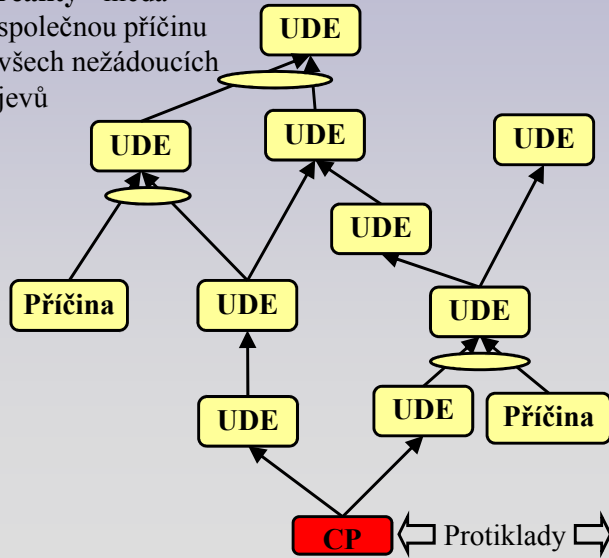 společnou příčinu
všech nežádoucích
jevů
UDE
UDE
UDE
UDE
UDE
Příčina
UDE
UDE
UDE
UDE
Příčina
CP
Protiklady